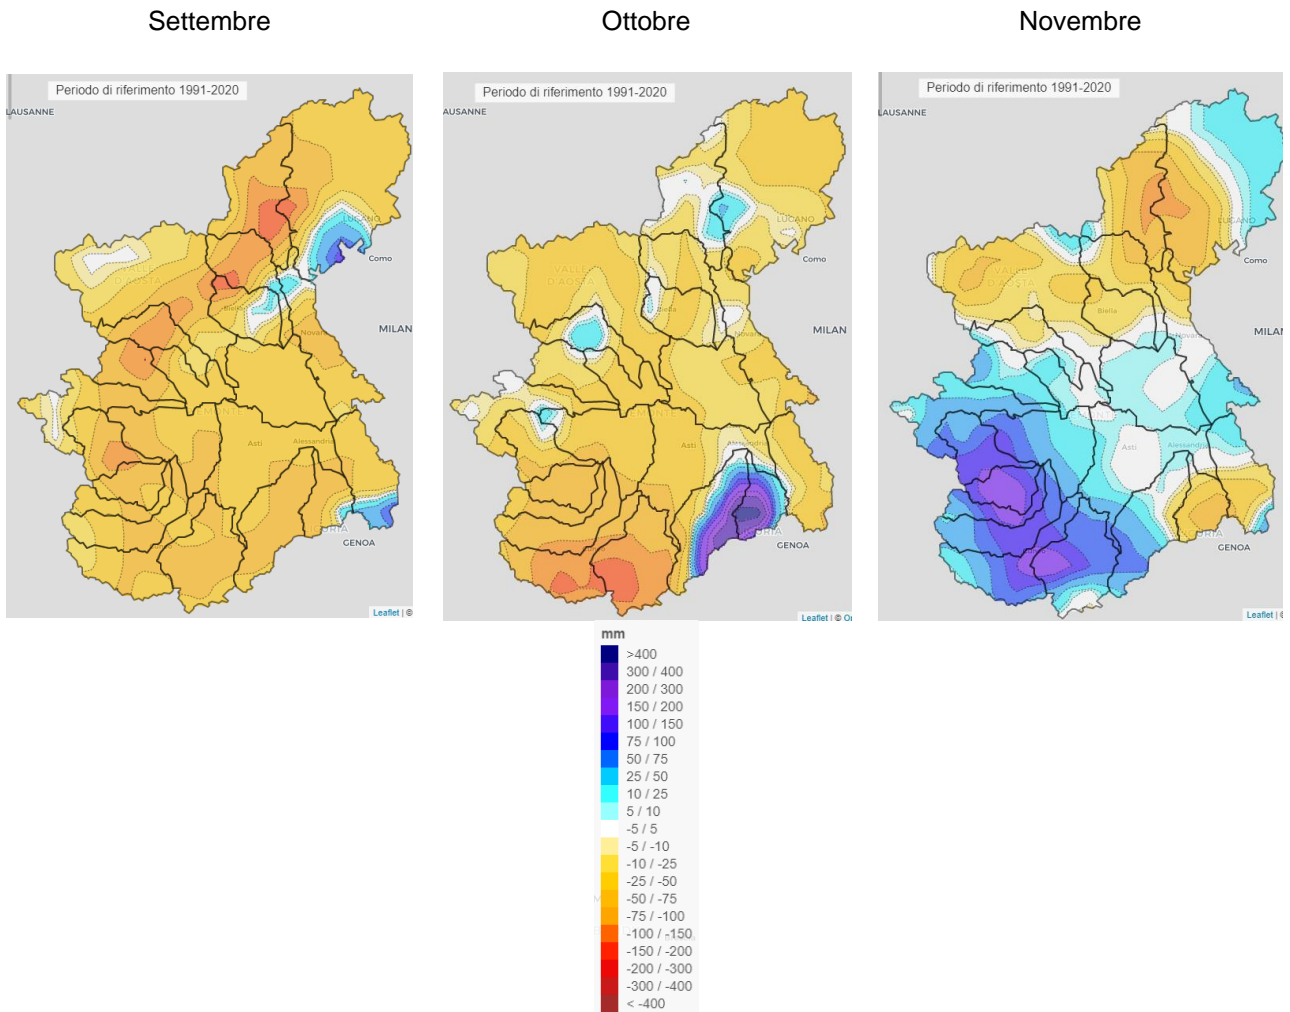 Settembre Ottobre Novembre
Periodo di riferimento 1991-2020
LAUSANNE
LUGANO
Como
VALLE
D'AOSTA
Biella
Novara
MILAN
Asti
Alessandria
GENOA
Leaflet | ©
Periodo di riferimento 1991-2020
AUSANNE
LUGANO
Como
VALLE
D'AOSTA
Biella
Novara
MILAN
Asti
Alessandria
GENOA
Leaflet | © O
Periodo di riferimento 1991-2020
LAUSANNE
LUGANO
Como
VALLE
D'AOSTA
Biella
Novara
MILAN
Asti
Alessandria
GENOA
Leaflet | ©
mm
>400
300 / 400
200 / 300
150 / 200
100 / 150
75 / 100
50 / 75
25 / 50
10 / 25
5 / 10
-5 / 5
-5 / -10
-10 / -25
-25 / -50
-50 / -75
-75 / -100
-100 / -150
-150 / -200
-200 / -300
-300 / -400
< -400